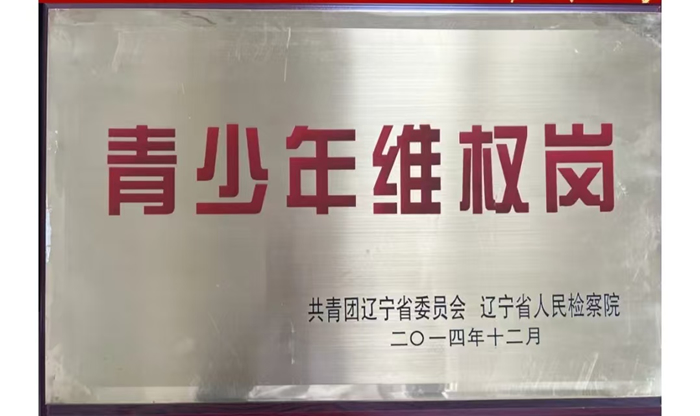 青少年维权岗
共青团辽宁省委员会 辽宁省人民检察院
二〇一四年十二月